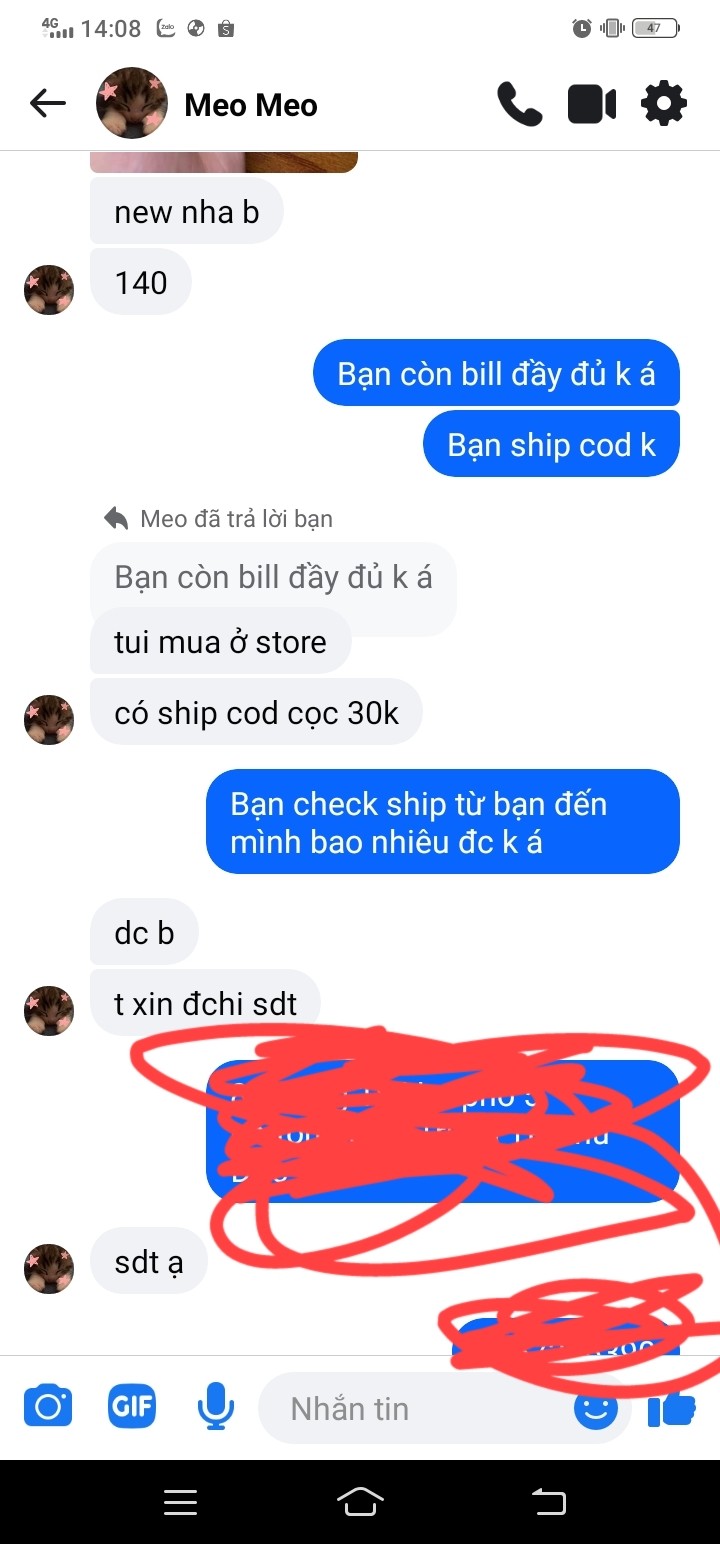 4G 14:08 Zalo 47
Meo Meo
new nha b
140
Bạn còn bill đầy đủ k á
Bạn ship cod k
Meo đã trả lời bạn
Bạn còn bill đầy đủ k á
tui mua ở store
có ship cod cọc 30k
Bạn check ship từ bạn đến
mình bao nhiêu đc k á
dc b
t xin đchi sdt
sdt ạ
GIF Nhắn tin